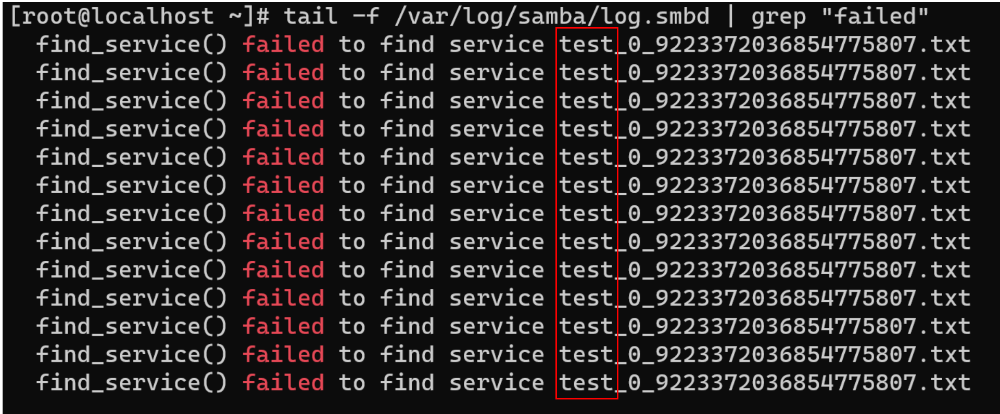 [root@localhost ~]# tail -f /var/log/samba/log.smbd | grep "failed"
find_service() failed to find service test_0_9223372036854775807.txt
find_service() failed to find service test_0_9223372036854775807.txt
find_service() failed to find service test_0_9223372036854775807.txt
find_service() failed to find service test_0_9223372036854775807.txt
find_service() failed to find service test_0_9223372036854775807.txt
find_service() failed to find service test_0_9223372036854775807.txt
find_service() failed to find service test_0_9223372036854775807.txt
find_service() failed to find service test_0_9223372036854775807.txt
find_service() failed to find service test_0_9223372036854775807.txt
find_service() failed to find service test_0_9223372036854775807.txt
find_service() failed to find service test_0_9223372036854775807.txt
find_service() failed to find service test_0_9223372036854775807.txt
find_service() failed to find service test_0_9223372036854775807.txt